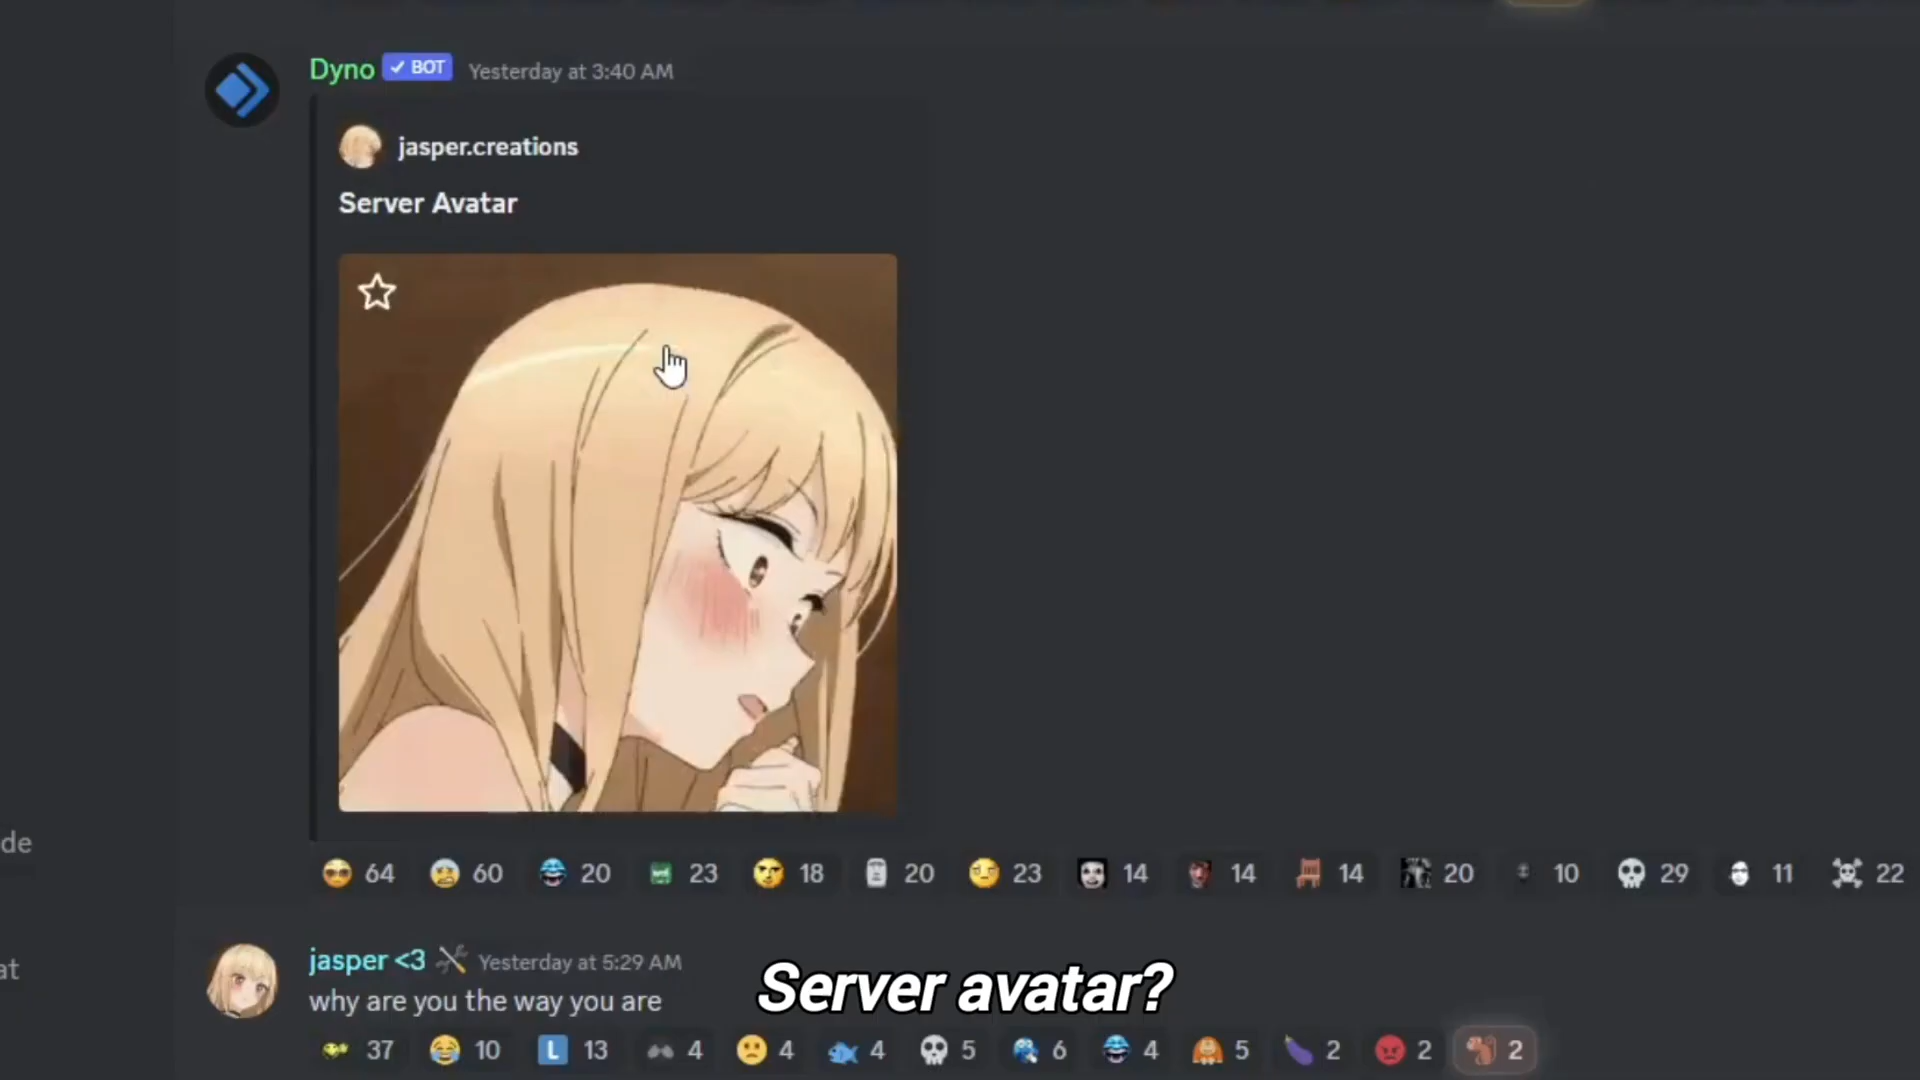 Dyno ✓ BOT Yesterday at 3:40 AM
jasper.creations
Server Avatar
64 60 20 23 18 20 23 14 14 14 20 10 29 11 22
de
at
jasper <3 Yesterday at 5:29 AM
why are you the way you are
Server avatar?
37 10 L 13 4 4 4 5 6 4 5 2 2 2